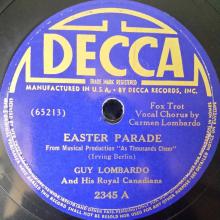 DECCA
TRADE MARK REGISTERED
MANUFACTURED IN U.S.A. • BY DECCA RECORDS, INC.
(65213)
Fox Trot
Vocal Chorus by
Carmen Lombardo
EASTER PARADE
From Musical Production "As Thousands Cheer"
(Irving Berlin)
GUY LOMBARDO
And His Royal Canadians
2345 A